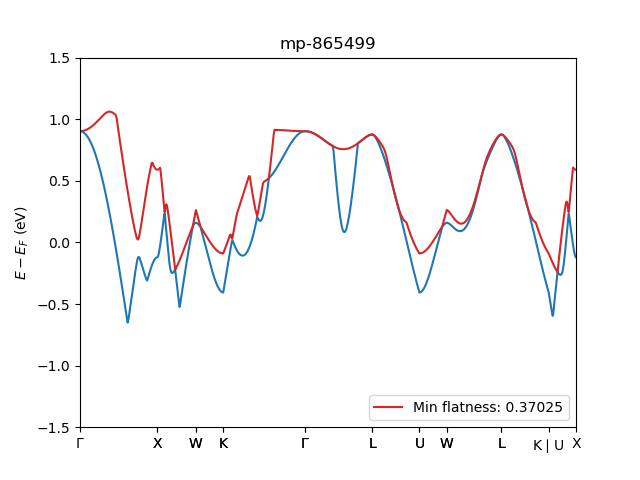 mp-865499
1.5
1.0
0.5
0.0
−0.5
−1.0
−1.5
E − E_F (eV)
Min flatness: 0.37025
Γ X W K Γ L U W L K | U X